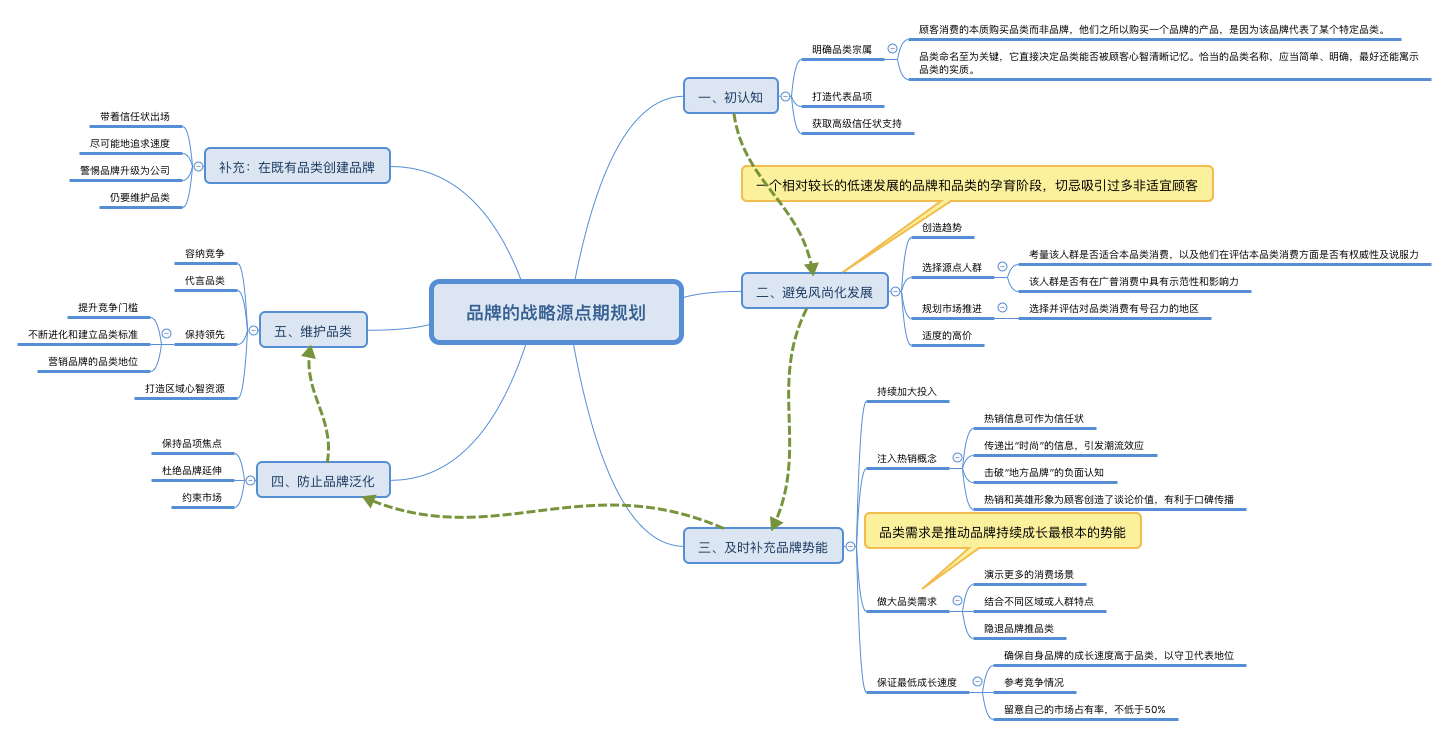 品牌的战略源点期规划
一、初认知
明确品类宗属
顾客消费的本质购买品类而非品牌，他们之所以购买一个品牌的产品，是因为该品牌代表了某个特定品类。
品类命名至为关键，它直接决定品类能否被顾客心智清晰记忆。恰当的品类名称，应当简单、明确，最好还能寓示
品类的实质。
打造代表品项
获取高级信任状支持
一个相对较长的低速发展的品牌和品类的孕育阶段，切忌吸引过多非适宜顾客
二、避免风尚化发展
创造趋势
选择源点人群
考量该人群是否适合本品类消费，以及他们在评估本品类消费方面是否有权威性及说服力
该人群是否有在广普消费中具有示范性和影响力
规划市场推进
选择并评估对品类消费有号召力的地区
适度的高价
三、及时补充品牌势能
持续加大投入
注入热销概念
热销信息可作为信任状
传递出“时尚”的信息，引发潮流效应
击破“地方品牌”的负面认知
热销和英雄形象为顾客创造了谈论价值，有利于口碑传播
品类需求是推动品牌持续成长最根本的势能
做大品类需求
演示更多的消费场景
结合不同区域或人群特点
隐退品牌推品类
保证最低成长速度
确保自身品牌的成长速度高于品类，以守卫代表地位
参考竞争情况
留意自己的市场占有率，不低于50%
四、防止品牌泛化
保持品项焦点
杜绝品牌延伸
约束市场
五、维护品类
容纳竞争
代言品类
保持领先
提升竞争门槛
不断进化和建立品类标准
营销品牌的品类地位
打造区域心智资源
补充：在既有品类创建品牌
带着信任状出场
尽可能地追求速度
警惕品牌升级为公司
仍要维护品类